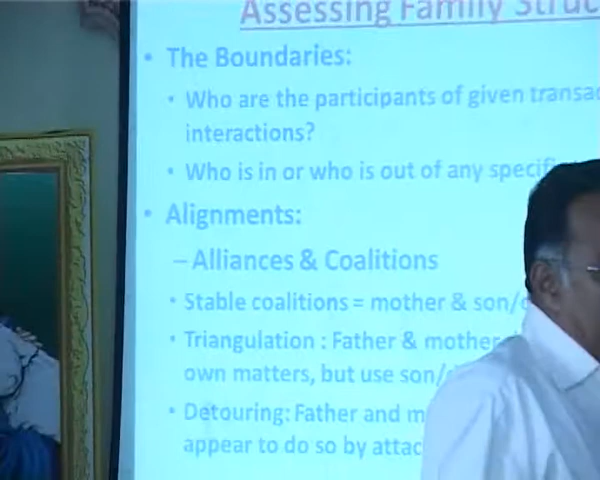 Assessing Family Struc
• The Boundaries:
• Who are the participants of given transac
interactions?
• Who is in or who is out of any specif
• Alignments:
– Alliances & Coalitions
• Stable coalitions = mother & son/
• Triangulation : Father & mother
own matters, but use son/
• Detouring: Father and m
appear to do so by attac